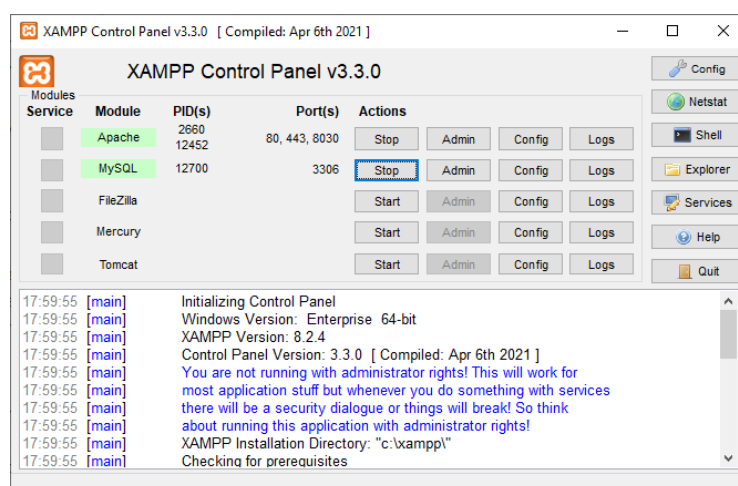 XAMPP Control Panel v3.3.0 [ Compiled: Apr 6th 2021 ]
XAMPP Control Panel v3.3.0
Config
Modules
Service Module PID(s) Port(s) Actions
Netstat
Apache 2660 12452 80, 443, 8030 Stop Admin Config Logs
Shell
MySQL 12700 3306 Stop Admin Config Logs
Explorer
FileZilla Start Admin Config Logs
Services
Mercury Start Admin Config Logs
Help
Tomcat Start Admin Config Logs
Quit
17:59:55 [main] Initializing Control Panel
17:59:55 [main] Windows Version: Enterprise 64-bit
17:59:55 [main] XAMPP Version: 8.2.4
17:59:55 [main] Control Panel Version: 3.3.0 [ Compiled: Apr 6th 2021 ]
17:59:55 [main] You are not running with administrator rights! This will work for
17:59:55 [main] most application stuff but whenever you do something with services
17:59:55 [main] there will be a security dialogue or things will break! So think
17:59:55 [main] about running this application with administrator rights!
17:59:55 [main] XAMPP Installation Directory: "c:\xampp\"
17:59:55 [main] Checking for prerequisites